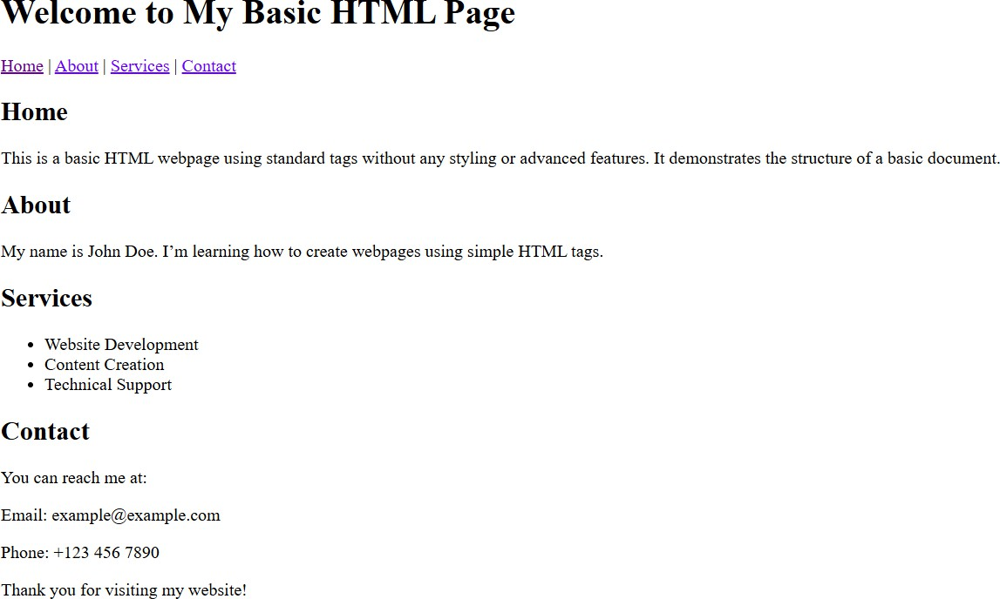 Welcome to My Basic HTML Page
Home | About | Services | Contact
Home
This is a basic HTML webpage using standard tags without any styling or advanced features. It demonstrates the structure of a basic document.
About
My name is John Doe. I’m learning how to create webpages using simple HTML tags.
Services
• Website Development
• Content Creation
• Technical Support
Contact
You can reach me at:
Email: example@example.com
Phone: +123 456 7890
Thank you for visiting my website!